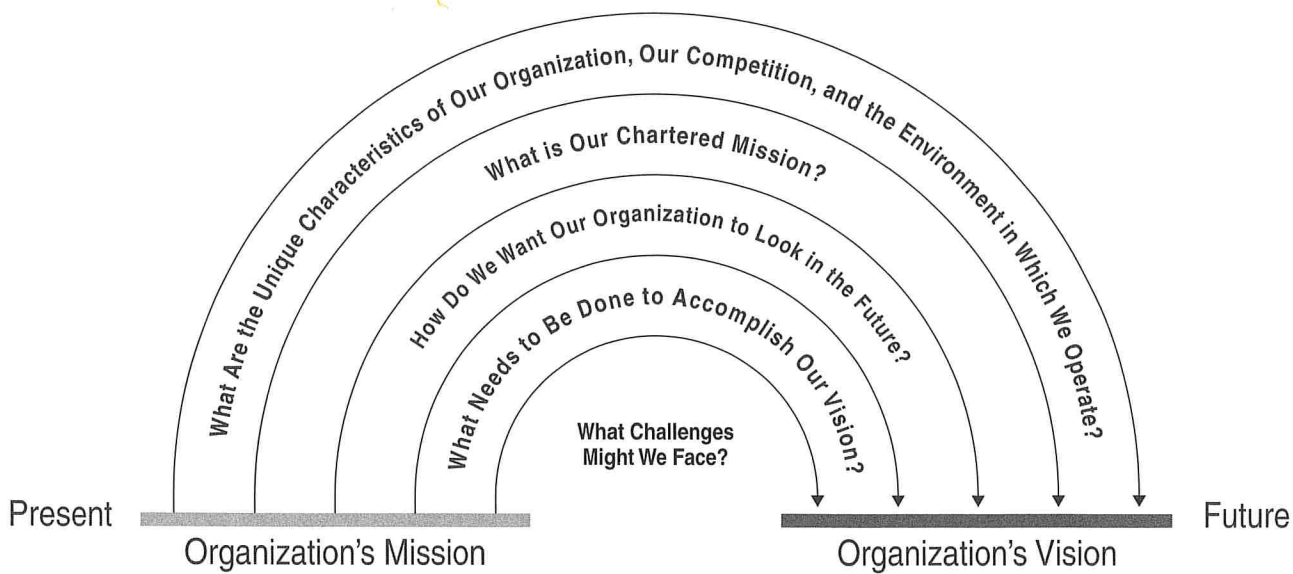 What Are the Unique Characteristics of Our Organization, Our Competition, and the Environment in Which We Operate?
What is Our Chartered Mission?
How Do We Want Our Organization to Look in the Future?
What Needs to Be Done to Accomplish Our Vision?
What Challenges
Might We Face?
Present
Future
Organization's Mission
Organization's Vision